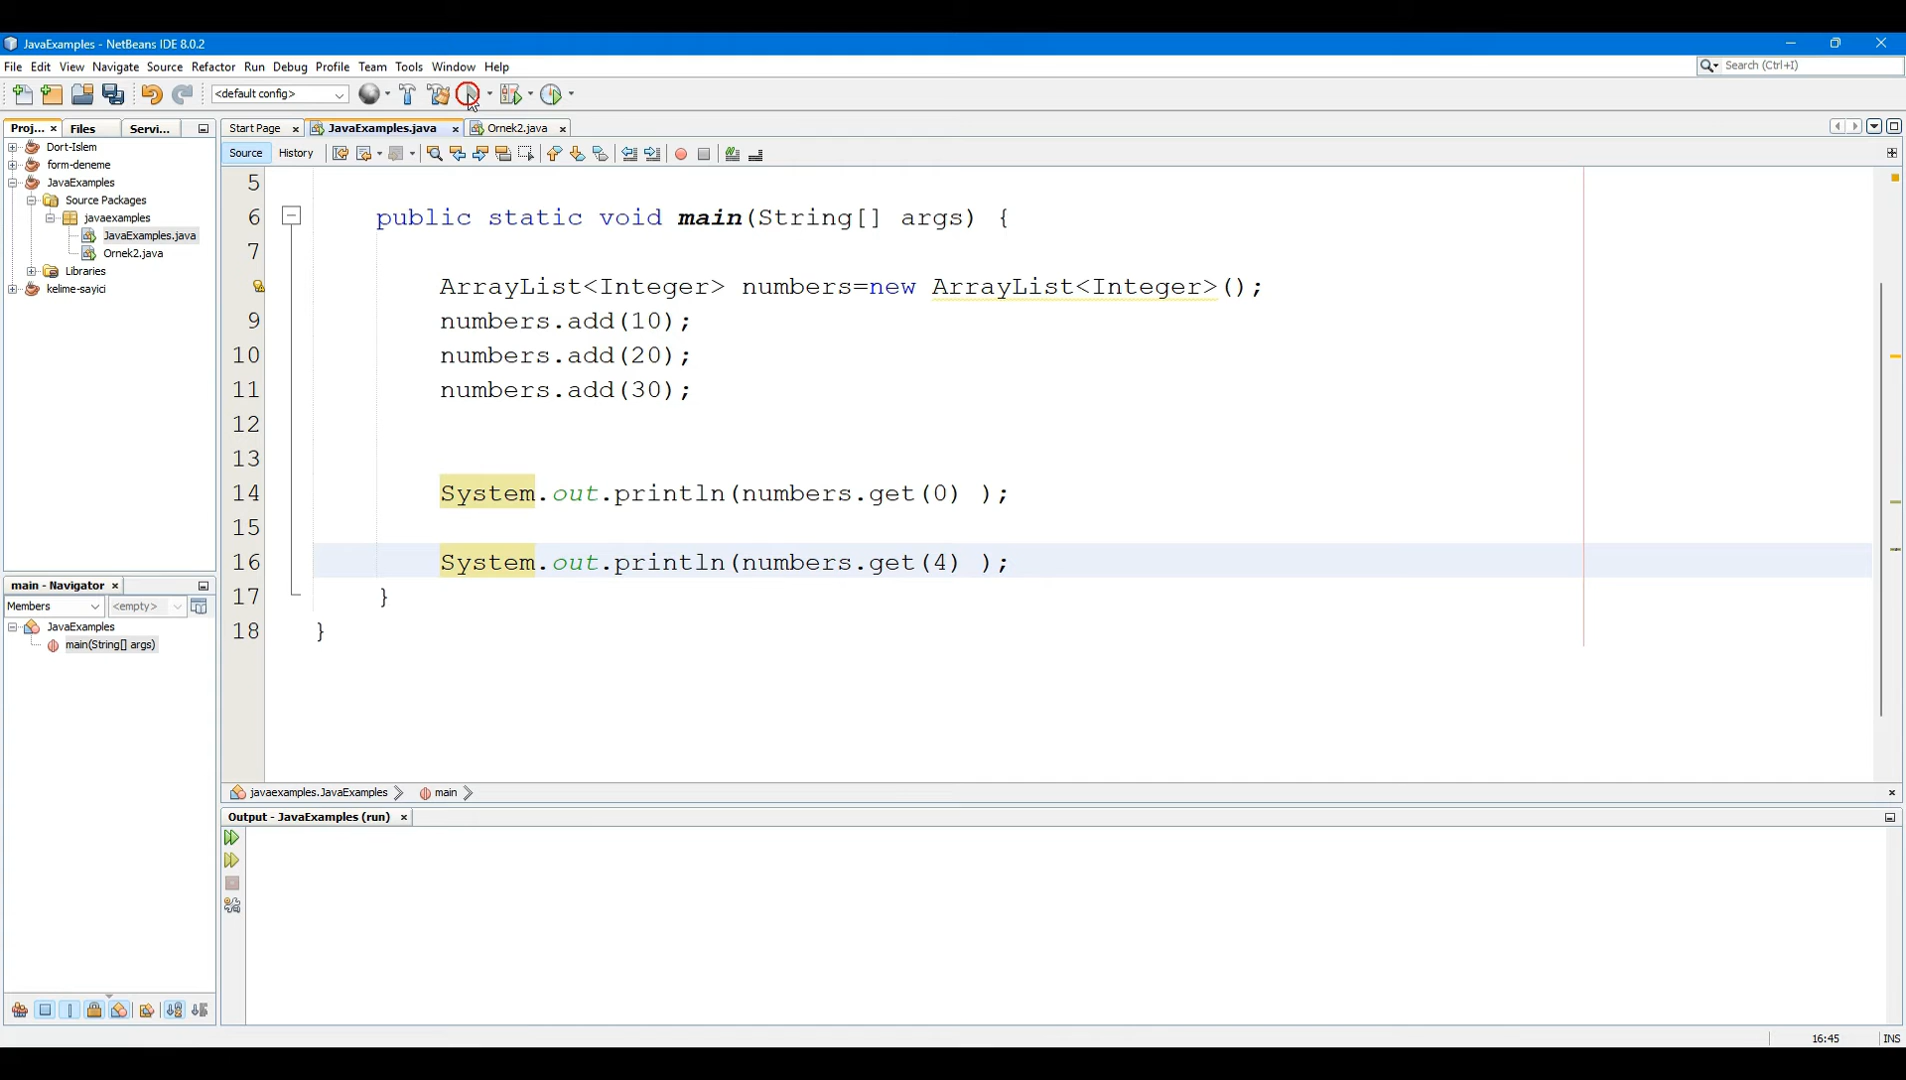 JavaExamples - NetBeans IDE 8.0.2
File Edit View Navigate Source Refactor Run Debug Profile Team Tools Window Help
Search (Ctrl+I)
<default config>
Proj... Files Servi...
Start Page JavaExamples.java Ornek2.java
Source History
Dort-Islem
form-deneme
JavaExamples
Source Packages
javaexamples
JavaExamples.java
Ornek2.java
Libraries
kelime-sayici
5
6 public static void main(String[] args) {
7
ArrayList<Integer> numbers=new ArrayList<Integer>();
9 numbers.add(10);
10 numbers.add(20);
11 numbers.add(30);
12
13
14 System.out.println(numbers.get(0) );
15
16 System.out.println(numbers.get(4) );
17 }
18 }
main - Navigator
Members <empty>
JavaExamples
main(String[] args)
javaexamples.JavaExamples main
Output - JavaExamples (run)
16:45 INS